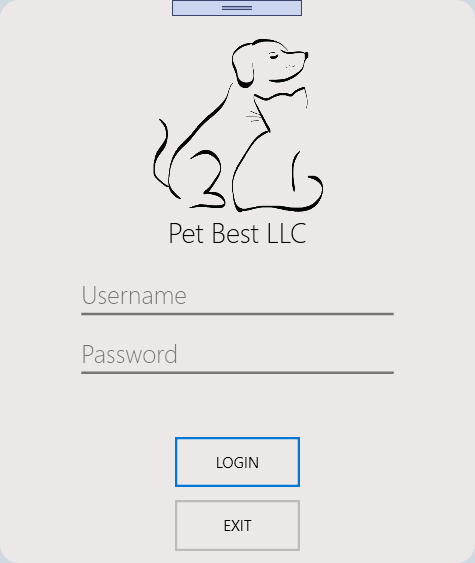 Pet Best LLC
Username
Password
LOGIN
EXIT